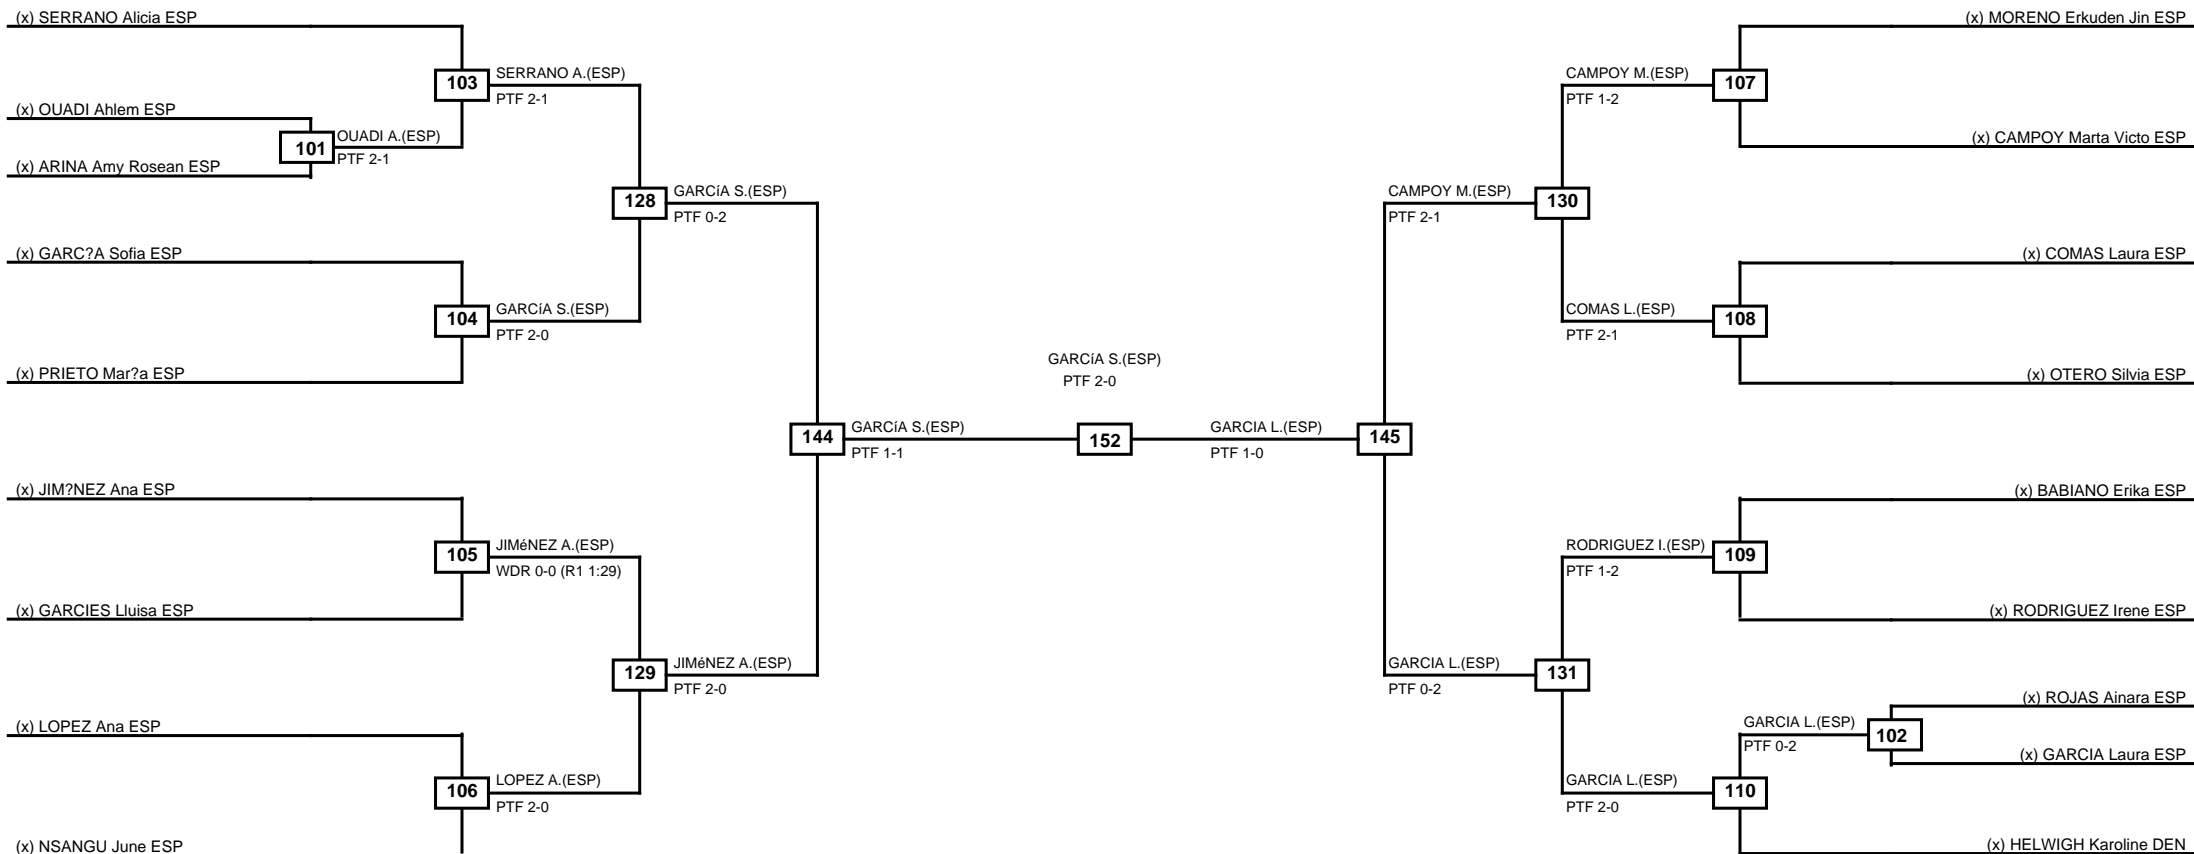 (x) SERRANO Alicia ESP
(x) MORENO Erkuden Jin ESP
103
SERRANO A.(ESP)
PTF 2-1
CAMPOY M.(ESP)
PTF 1-2
107
(x) OUADI Ahlem ESP
101
OUADI A.(ESP)
PTF 2-1
(x) CAMPOY Marta Victo ESP
(x) ARINA Amy Rosean ESP
128
GARCíA S.(ESP)
PTF 0-2
CAMPOY M.(ESP)
PTF 2-1
130
(x) GARC?A Sofia ESP
(x) COMAS Laura ESP
104
GARCíA S.(ESP)
PTF 2-0
COMAS L.(ESP)
PTF 2-1
108
GARCíA S.(ESP)
PTF 2-0
(x) PRIETO Mar?a ESP
(x) OTERO Silvia ESP
144
GARCíA S.(ESP)
PTF 1-1
152
GARCIA L.(ESP)
PTF 1-0
145
(x) JIM?NEZ Ana ESP
(x) BABIANO Erika ESP
105
JIMéNEZ A.(ESP)
WDR 0-0 (R1 1:29)
RODRIGUEZ I.(ESP)
PTF 1-2
109
(x) GARCIES Lluisa ESP
(x) RODRIGUEZ Irene ESP
129
JIMéNEZ A.(ESP)
PTF 2-0
GARCIA L.(ESP)
PTF 0-2
131
(x) ROJAS Ainara ESP
(x) LOPEZ Ana ESP
GARCIA L.(ESP)
PTF 0-2
102
(x) GARCIA Laura ESP
106
LOPEZ A.(ESP)
PTF 2-0
GARCIA L.(ESP)
PTF 2-0
110
(x) NSANGU June ESP
(x) HELWIGH Karoline DEN